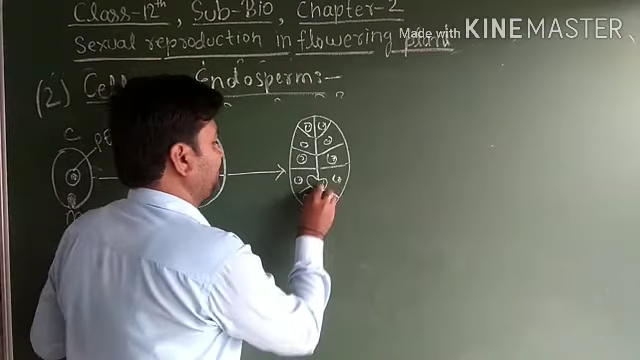 Class-12th, Sub-Bio, Chapter-2
Made with KINEMASTER
Sexual reproduction in flowering plant
(2) Endosperm:-
C